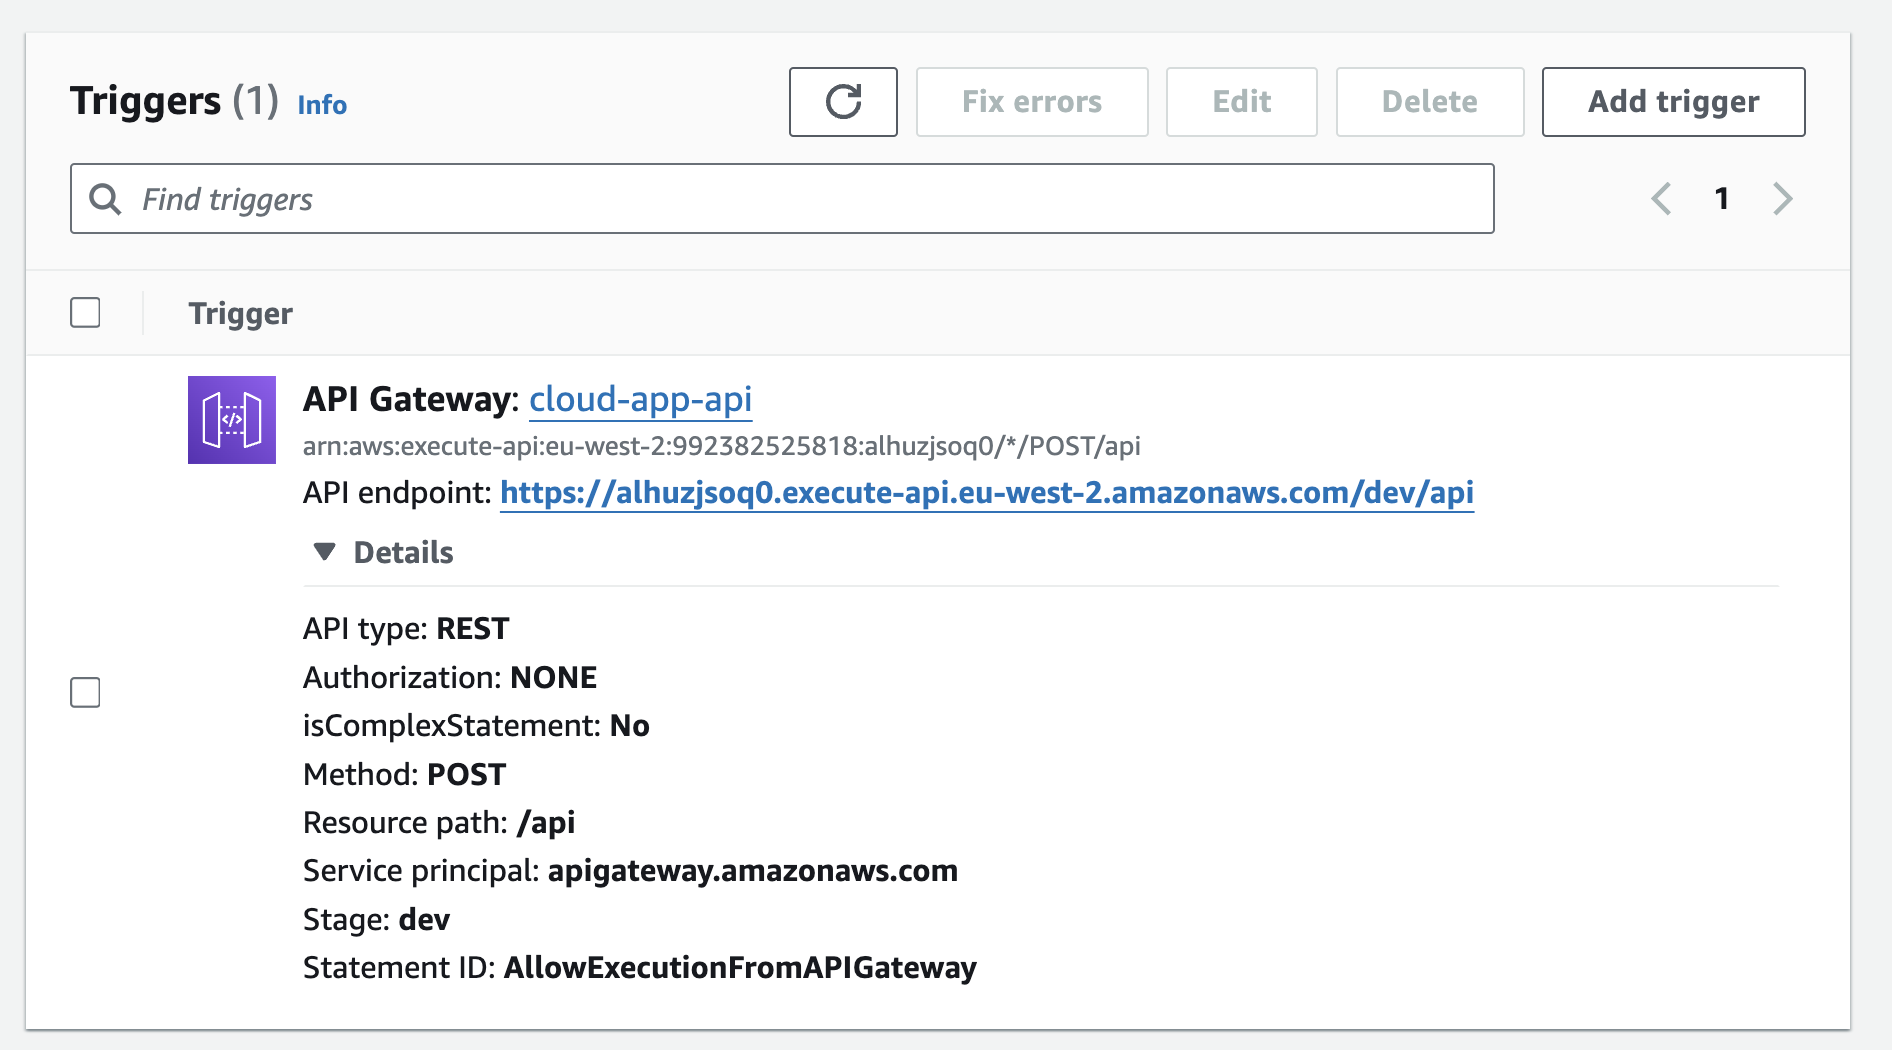 Triggers (1) Info
Fix errors
Edit
Delete
Add trigger
Find triggers
1
Trigger
</>
API Gateway: cloud-app-api
arn:aws:execute-api:eu-west-2:992382525818:alhuzjsoq0/*/POST/api
API endpoint: https://alhuzjsoq0.execute-api.eu-west-2.amazonaws.com/dev/api
Details
API type: REST
Authorization: NONE
isComplexStatement: No
Method: POST
Resource path: /api
Service principal: apigateway.amazonaws.com
Stage: dev
Statement ID: AllowExecutionFromAPIGateway